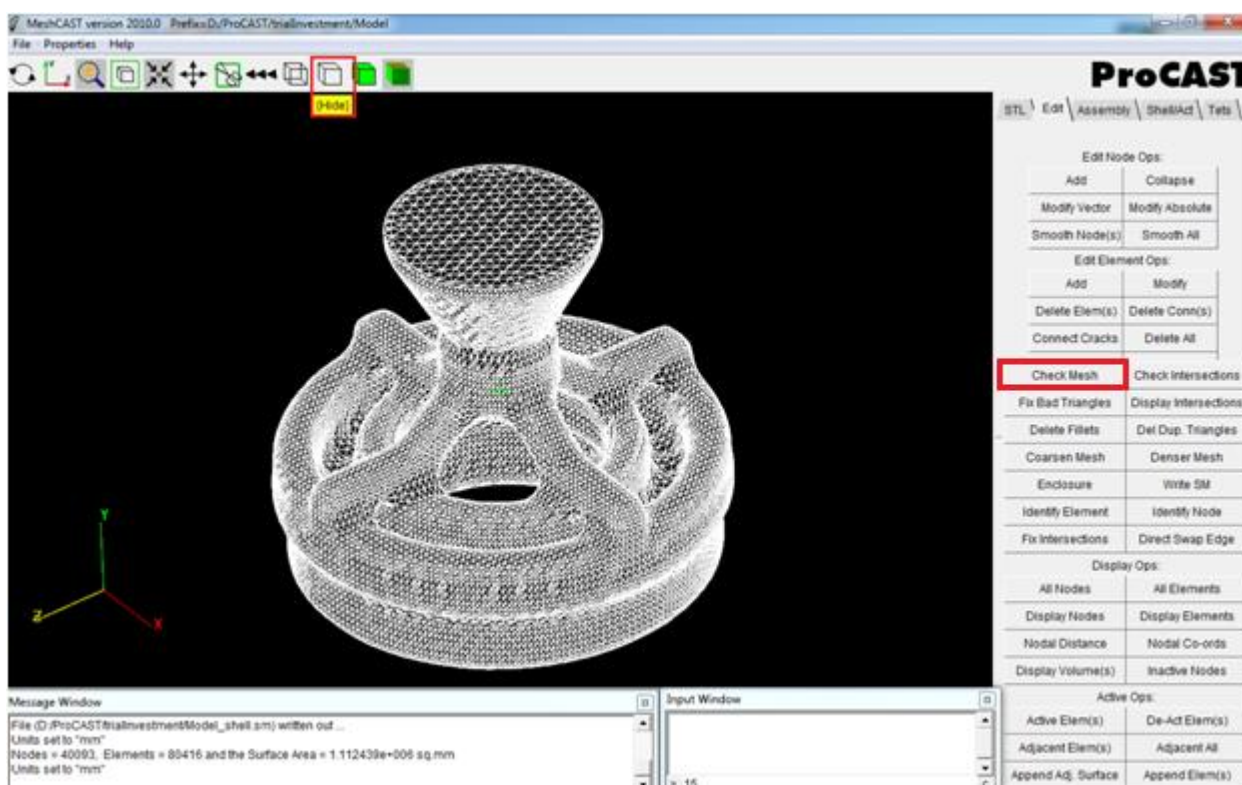 MeshCAST version 2010.0 Prefix=D:/ProCAST/trialInvestment/Model
File Properties Help
(Hide)
ProCAST
STL Edit Assembly Shell/Act Tets
Edit Node Ops:
Add Collapse
Modify Vector Modify Absolute
Smooth Node(s) Smooth All
Edit Element Ops:
Add Modify
Delete Elem(s) Delete Conn(s)
Connect Cracks Delete All
Check Mesh Check Intersections
Fix Bad Triangles Display Intersections
Delete Fillets Del Dup. Triangles
Coarsen Mesh Denser Mesh
Enclosure Write SM
Identify Element Identify Node
Fix Intersections Direct Swap Edge
Display Ops:
All Nodes All Elements
Display Nodes Display Elements
Nodal Distance Nodal Co-ords
Display Volume(s) Inactive Nodes
Active Ops:
Active Elem(s) De-Act Elem(s)
Adjacent Elem(s) Adjacent All
Append Adj. Surface Append Elem(s)
Y
Z
X
Message Window
File (D:/ProCAST/trialInvestment/Model_shell.sm) written out ...
Units set to "mm"
Nodes = 40093, Elements = 80416 and the Surface Area = 1.112439e+006 sq.mm
Units set to "mm"
Input Window